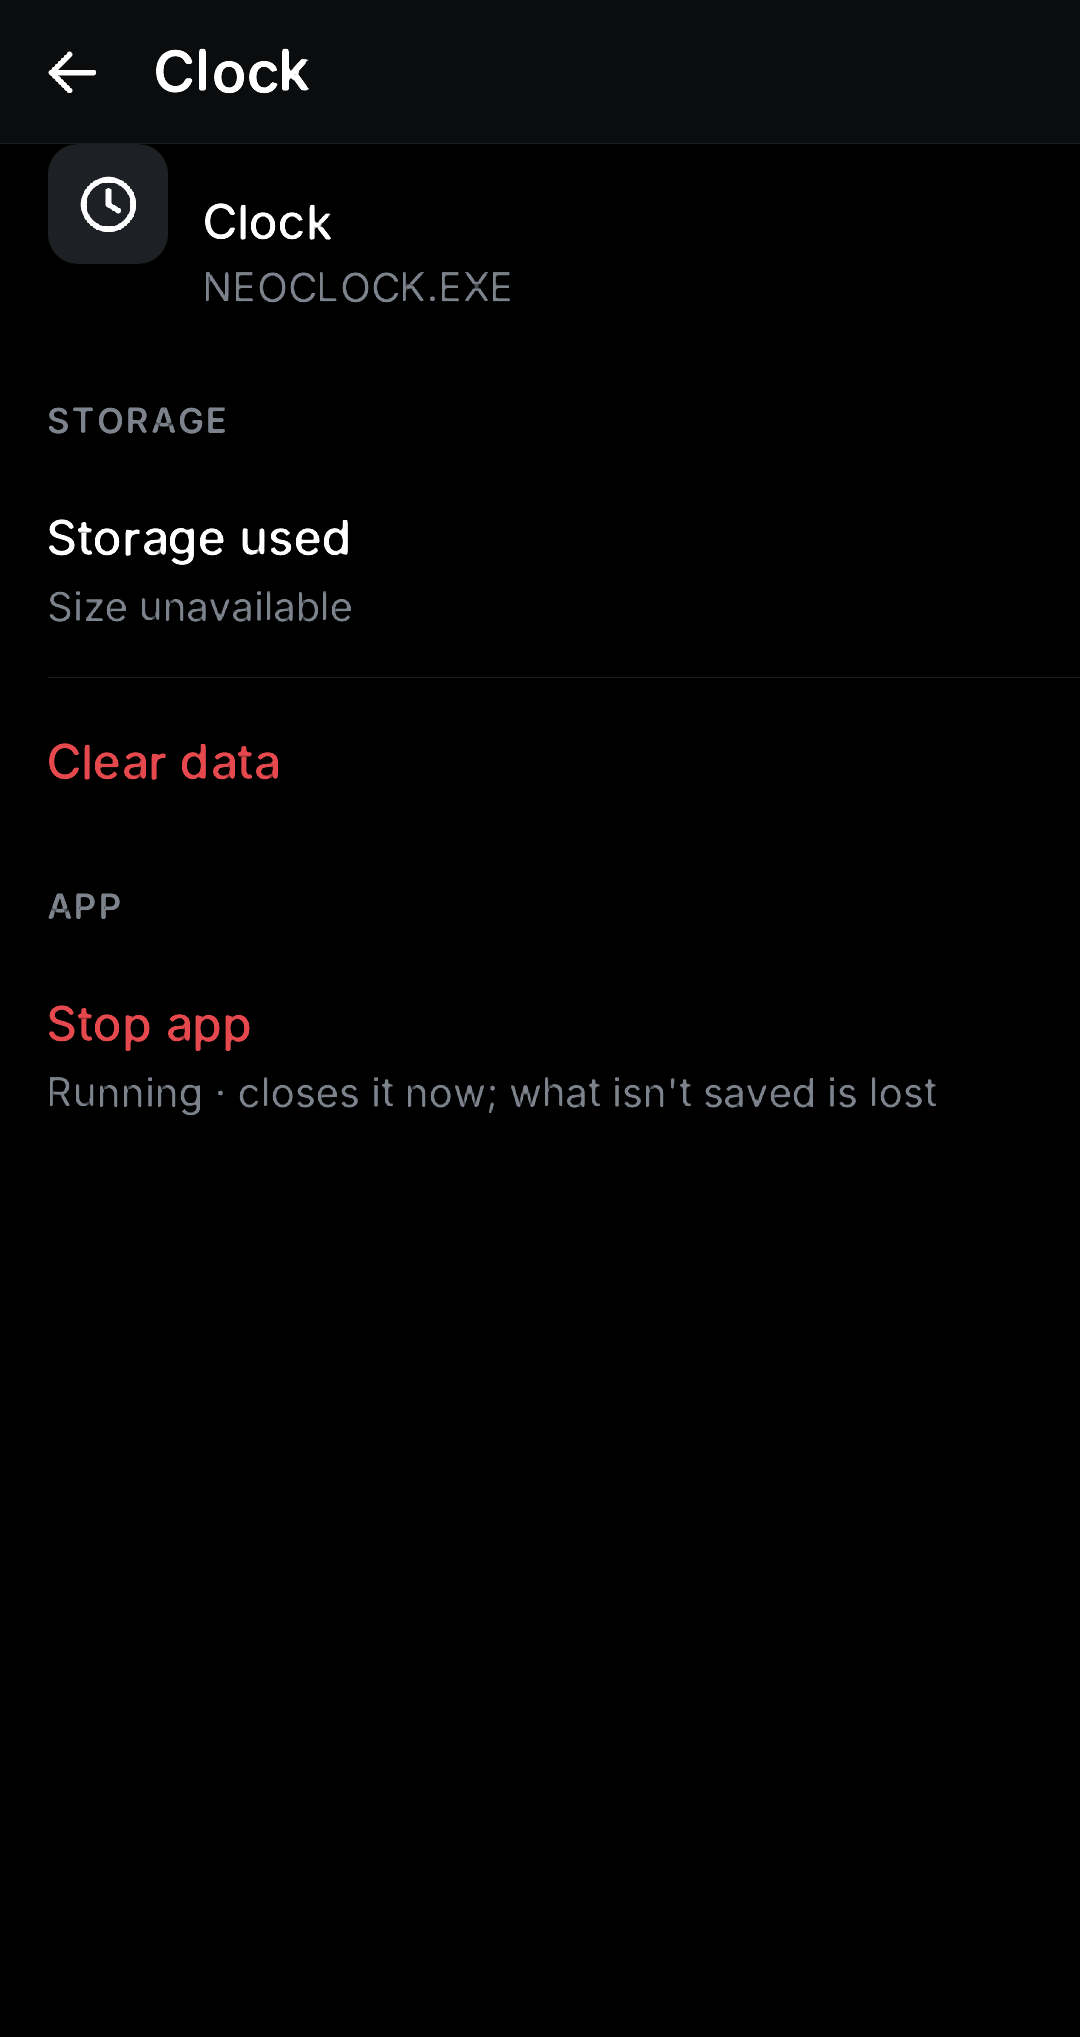 Clock
Clock
NEOCLOCK.EXE
STORAGE
Storage used
Size unavailable
Clear data
APP
Stop app
Running · closes it now; what isn't saved is lost